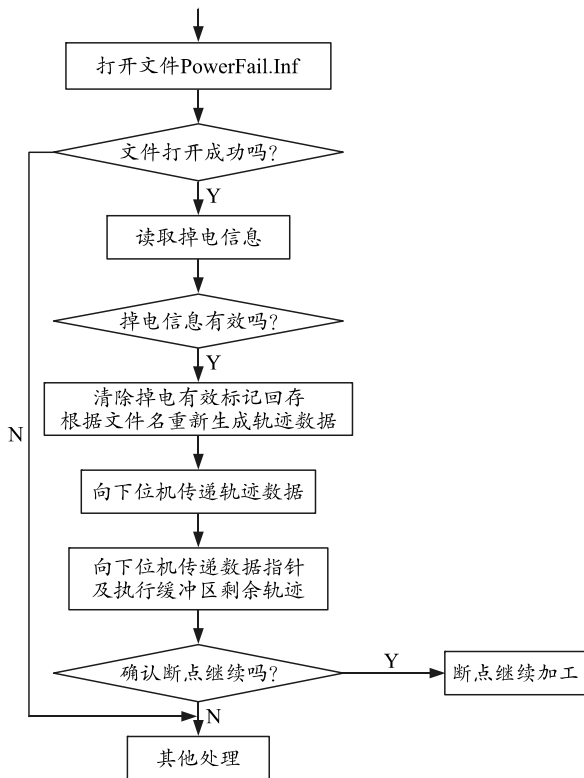 打开文件PowerFail.Inf
文件打开成功吗?
Y
读取掉电信息
掉电信息有效吗?
Y
清除掉电有效标记回存
根据文件名重新生成轨迹数据
N
向下位机传递轨迹数据
向下位机传递数据指针
及执行缓冲区剩余轨迹
确认断点继续吗?
Y
断点继续加工
N
其他处理